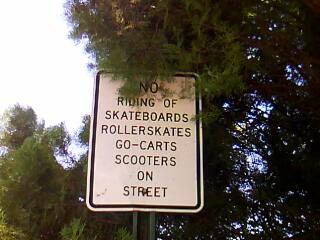 NO
RIDING OF
SKATEBOARDS
ROLLERSKATES
GO-CARTS
SCOOTERS
ON
STREET